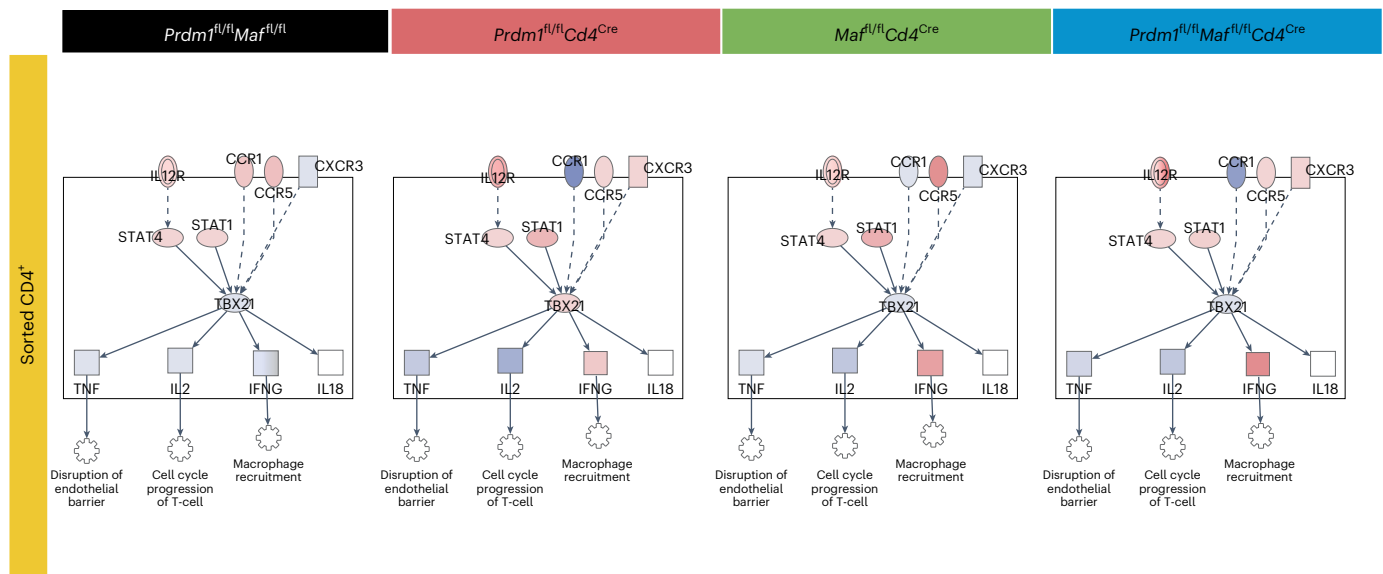 Prdm1fl/flMaffl/fl
Prdm1fl/flCd4Cre
Maffl/flCd4Cre
Prdm1fl/flMaffl/flCd4Cre
Sorted CD4+
IL12R
CCR1
CCR5
CXCR3
STAT4
STAT1
TBX21
TNF
IL2
IFNG
IL18
Disruption of
endothelial
barrier
Cell cycle
progression
of T-cell
Macrophage
recruitment
IL12R
CCR1
CCR5
CXCR3
STAT4
STAT1
TBX21
TNF
IL2
IFNG
IL18
Disruption of
endothelial
barrier
Cell cycle
progression
of T-cell
Macrophage
recruitment
IL12R
CCR1
CCR5
CXCR3
STAT4
STAT1
TBX21
TNF
IL2
IFNG
IL18
Disruption of
endothelial
barrier
Cell cycle
progression
of T-cell
Macrophage
recruitment
IL12R
CCR1
CCR5
CXCR3
STAT4
STAT1
TBX21
TNF
IL2
IFNG
IL18
Disruption of
endothelial
barrier
Cell cycle
progression
of T-cell
Macrophage
recruitment